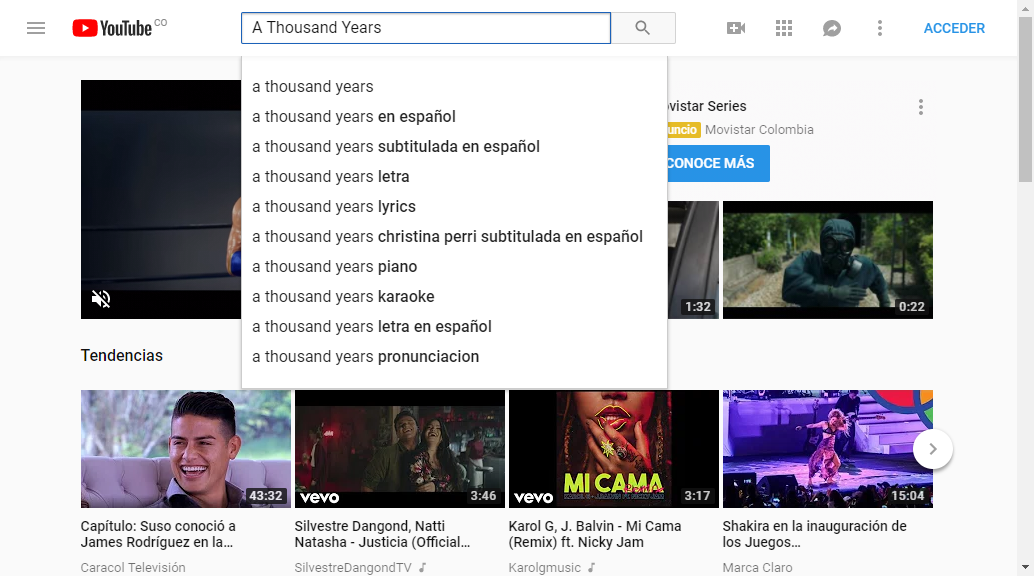 YouTube CO
A Thousand Years
ACCEDER
a thousand years
a thousand years en español
a thousand years subtitulada en español
a thousand years letra
a thousand years lyrics
a thousand years christina perri subtitulada en español
a thousand years piano
a thousand years karaoke
a thousand years letra en español
a thousand years pronunciacion
ovistar Series
uncio Movistar Colombia
CONOCE MÁS
1:32
0:22
Tendencias
43:32
vevo
3:46
MI CAMA
vevo
3:17
15:04
Capítulo: Suso conoció a
James Rodríguez en la...
Caracol Televisión
Silvestre Dangond, Natti
Natasha - Justicia (Official...
SilvestreDangondTV
Karol G, J. Balvin - Mi Cama
(Remix) ft. Nicky Jam
Karolgmusic
Shakira en la inauguración de
los Juegos...
Marca Claro